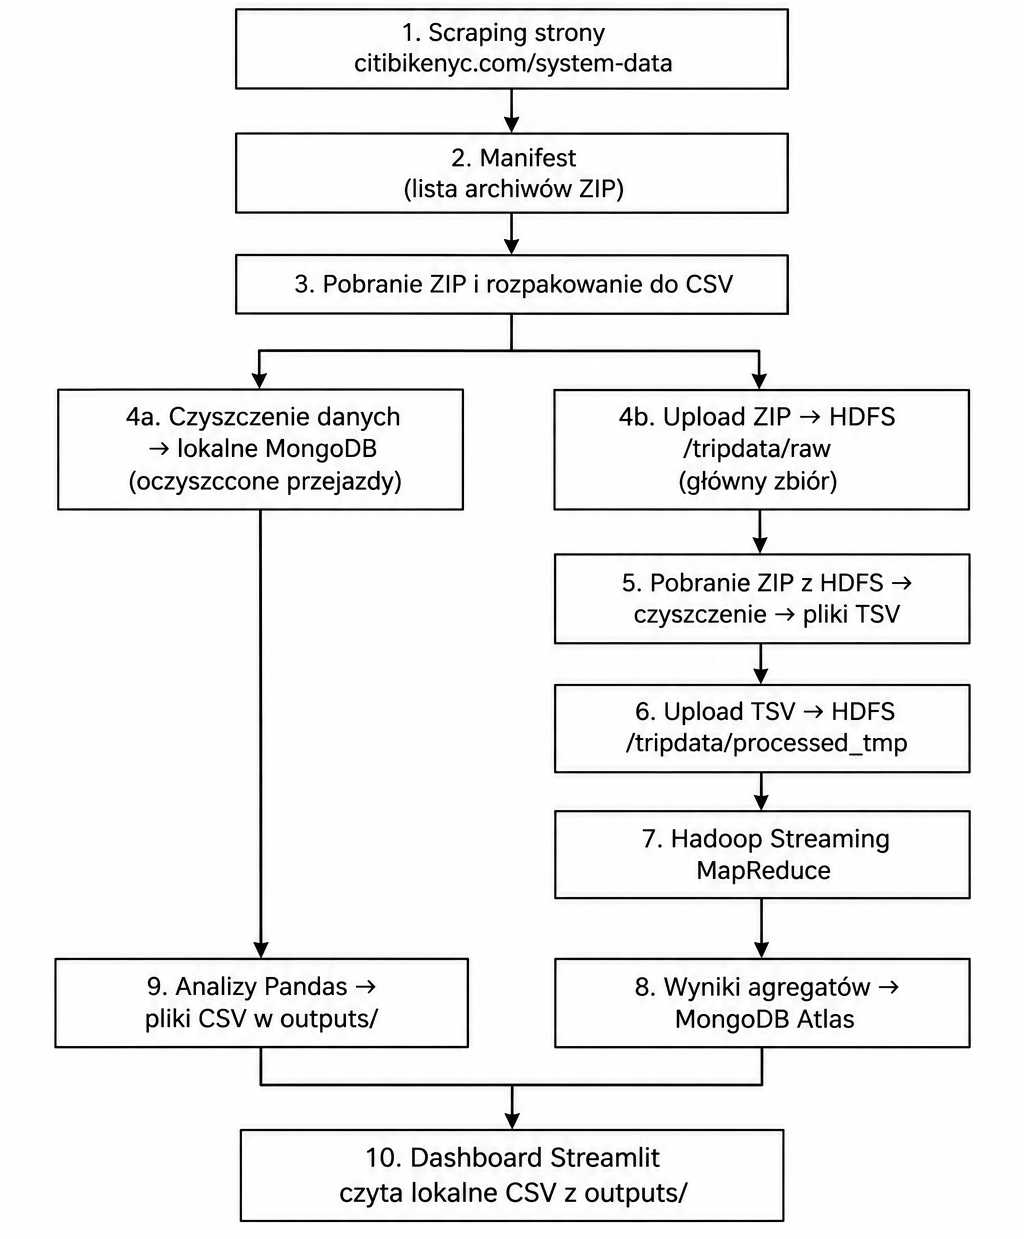 1. Scraping strony
citibikenyc.com/system-data
2. Manifest
(lista archiwów ZIP)
3. Pobranie ZIP i rozpakowanie do CSV
4a. Czyszczenie danych
→ lokalne MongoDB
(oczyszccone przejazdy)
4b. Upload ZIP → HDFS
/tripdata/raw
(główny zbiór)
5. Pobranie ZIP z HDFS →
czyszczenie → pliki TSV
6. Upload TSV → HDFS
/tripdata/processed_tmp
7. Hadoop Streaming
MapReduce
9. Analizy Pandas →
pliki CSV w outputs/
8. Wyniki agregatów →
MongoDB Atlas
10. Dashboard Streamlit
czyta lokalne CSV z outputs/